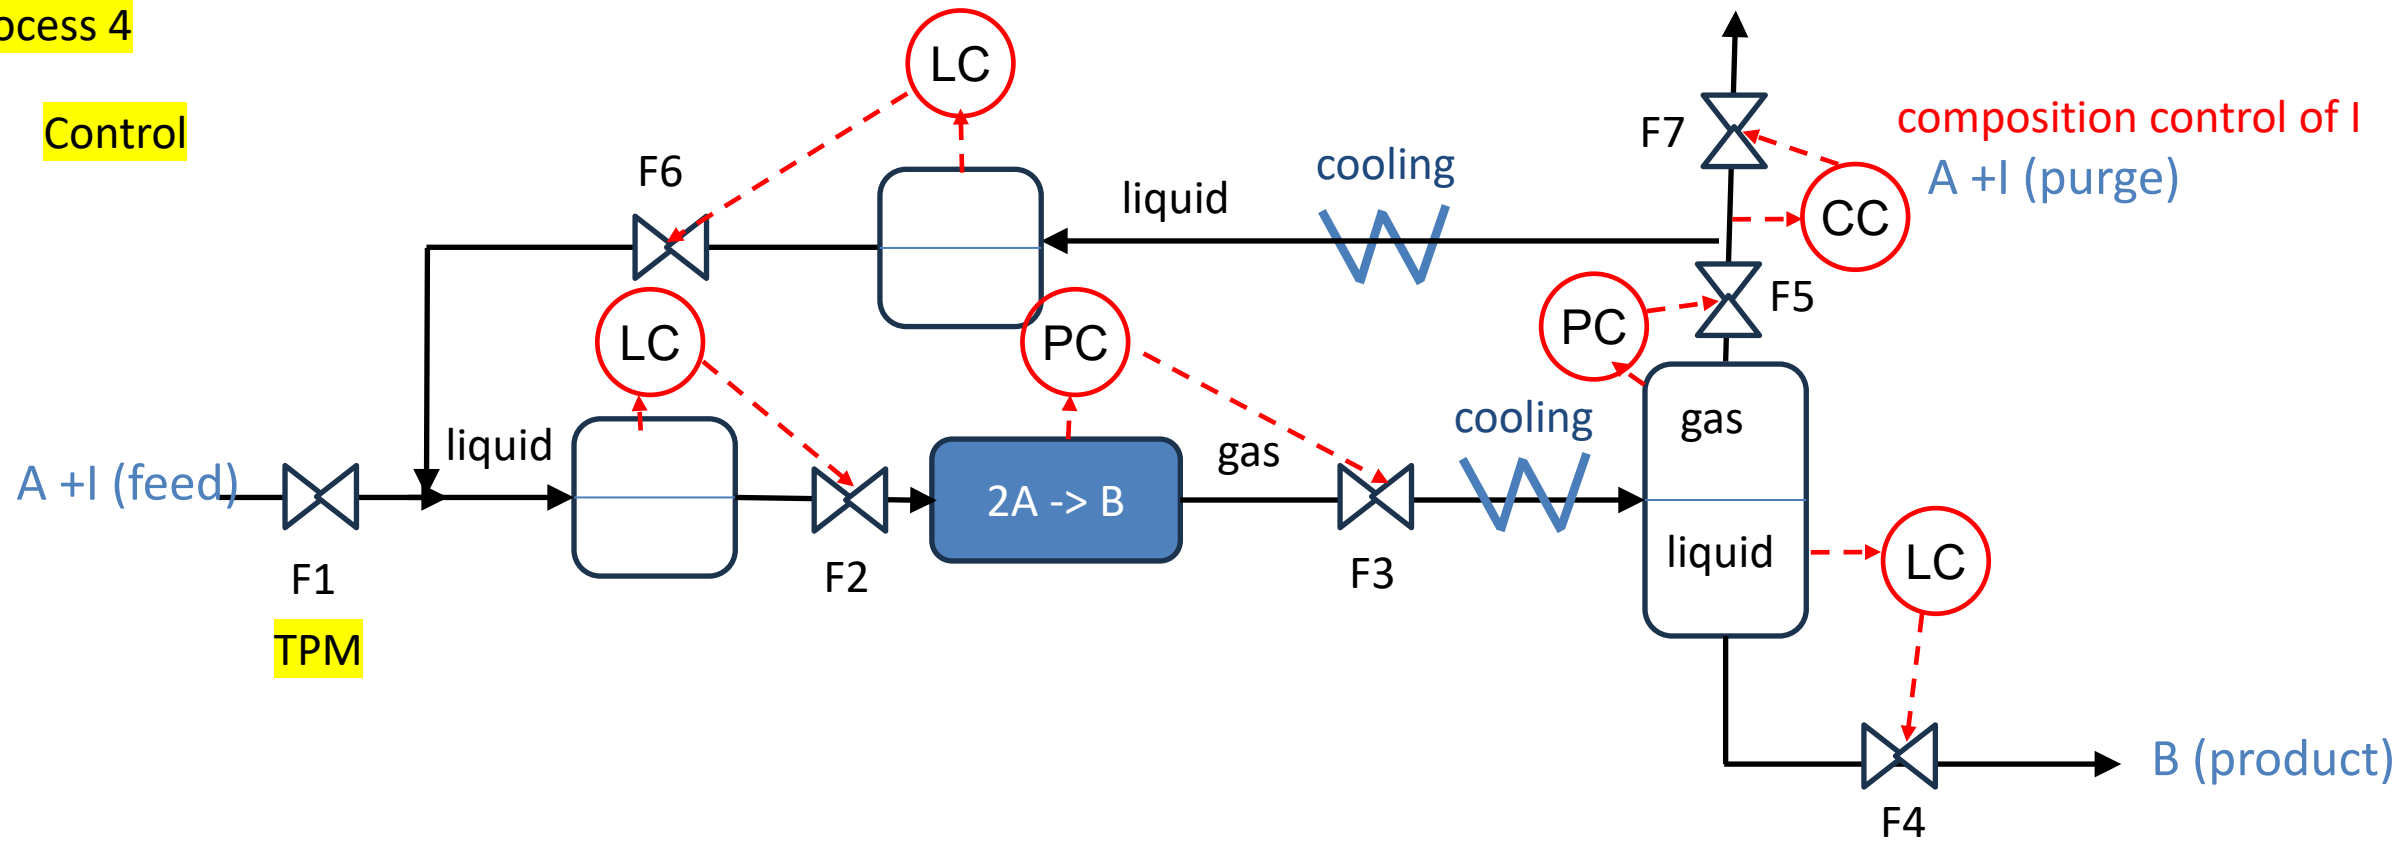 ocess 4
Control
LC
F6
liquid
cooling
F7
composition control of I
A +I (purge)
CC
LC
PC
PC
F5
A +I (feed)
liquid
2A -> B
gas
cooling
gas
liquid
LC
F1
F2
F3
TPM
B (product)
F4